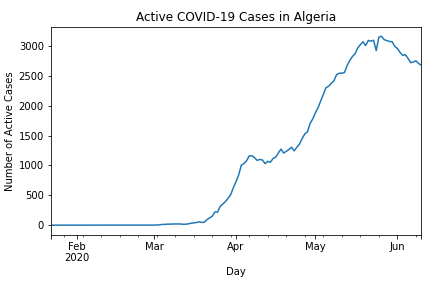 Active COVID-19 Cases in Algeria
3000
2500
2000
1500
1000
500
0
Number of Active Cases
Feb
2020
Mar
Apr
May
Jun
Day